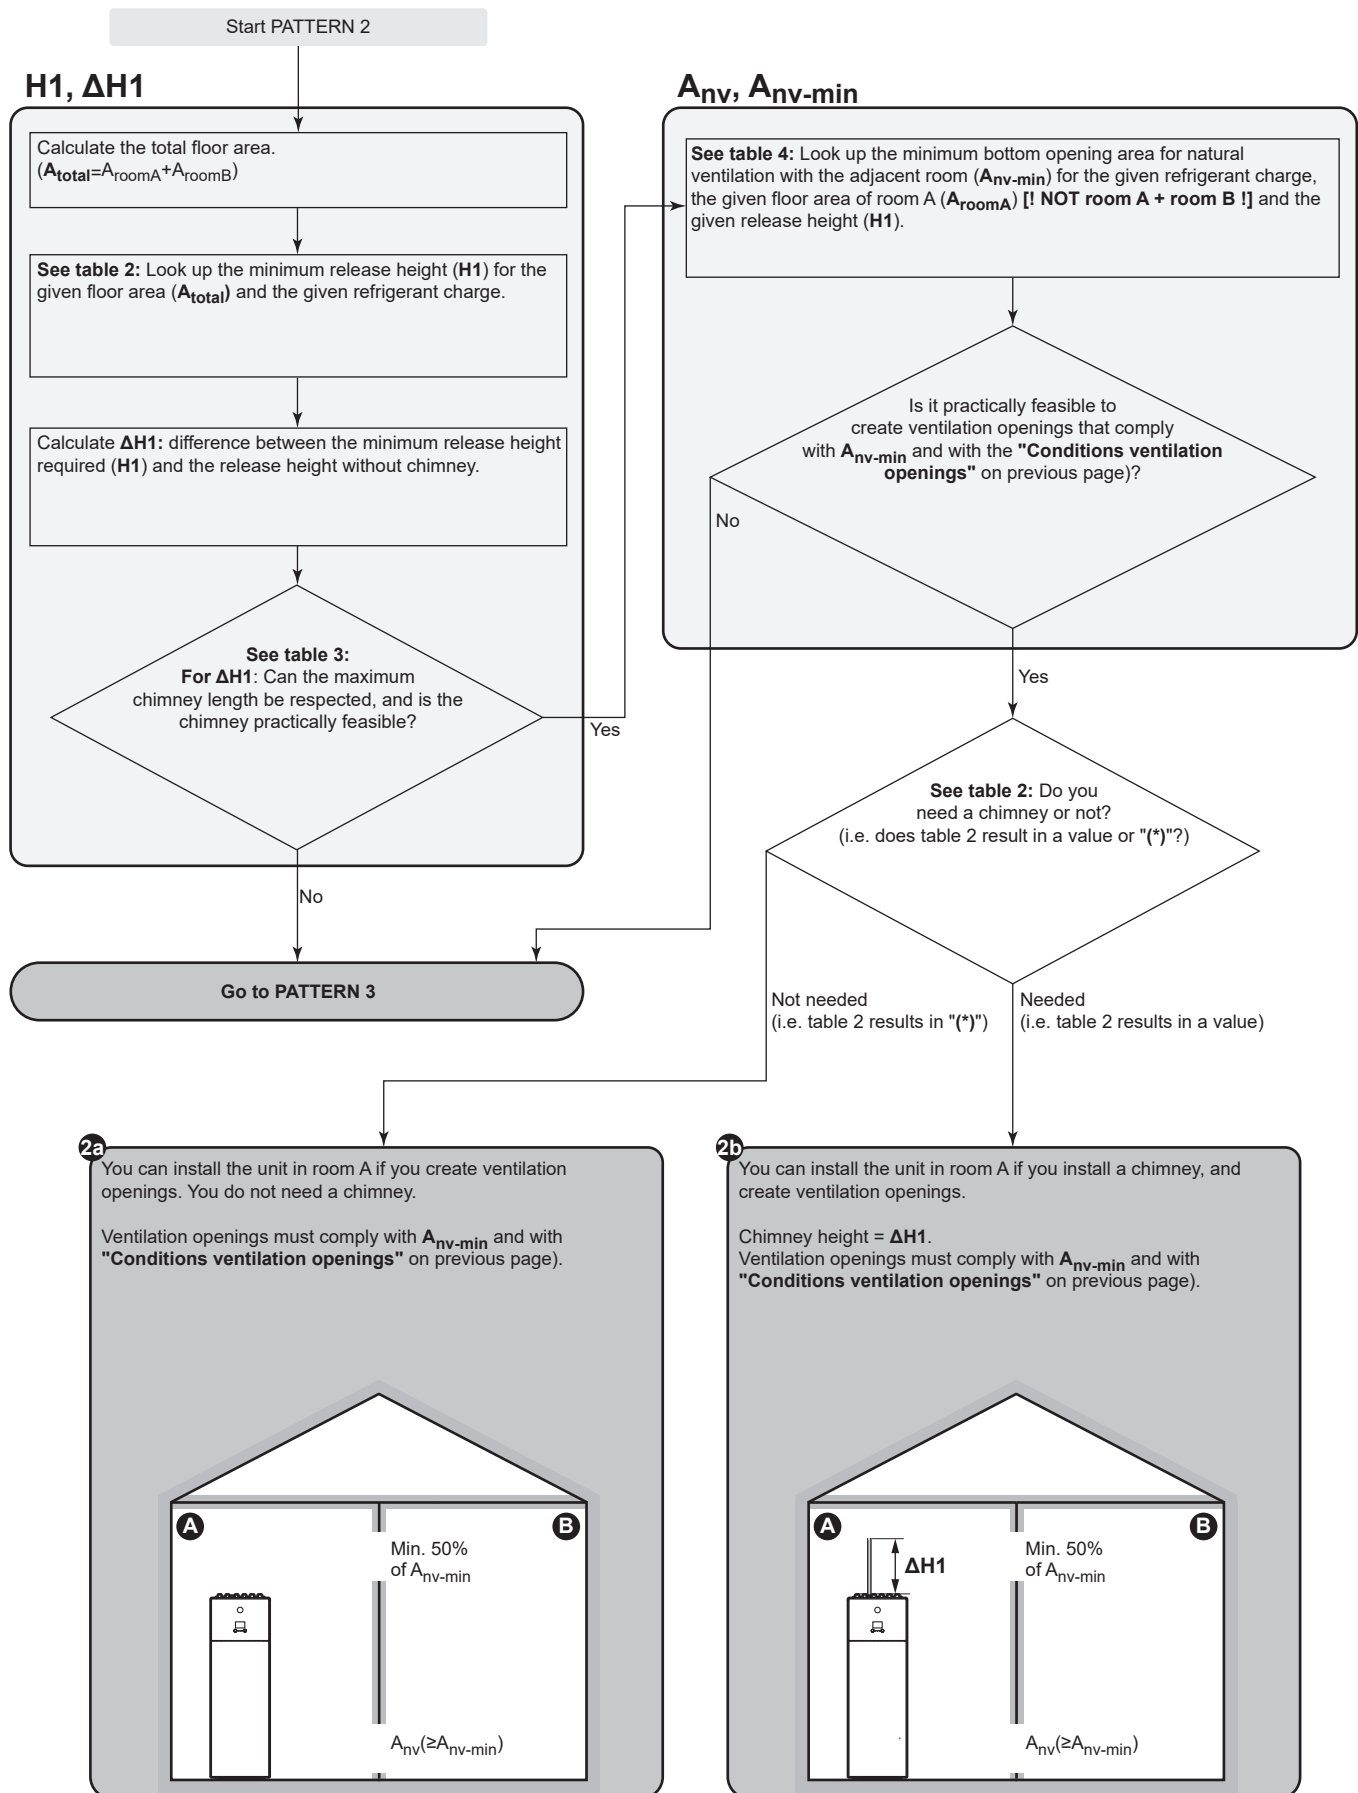 Start PATTERN 2
H1, ΔH1
Calculate the total floor area.
(Atotal=AroomA+AroomB)
See table 2: Look up the minimum release height (H1) for the
given floor area (Atotal) and the given refrigerant charge.
Calculate ΔH1: difference between the minimum release height
required (H1) and the release height without chimney.
See table 3:
For ΔH1: Can the maximum
chimney length be respected, and is the
chimney practically feasible?
Yes
No
Go to PATTERN 3
Anv, Anv-min
See table 4: Look up the minimum bottom opening area for natural
ventilation with the adjacent room (Anv-min) for the given refrigerant charge,
the given floor area of room A (AroomA) [! NOT room A + room B !] and the
given release height (H1).
Is it practically feasible to
create ventilation openings that comply
with Anv-min and with the "Conditions ventilation
openings" on previous page)?
No
Yes
See table 2: Do you
need a chimney or not?
(i.e. does table 2 result in a value or "(*)"?)
Not needed
(i.e. table 2 results in "(*)")
Needed
(i.e. table 2 results in a value)
2a
You can install the unit in room A if you create ventilation
openings. You do not need a chimney.
Ventilation openings must comply with Anv-min and with
"Conditions ventilation openings" on previous page).
A
B
Min. 50%
of Anv-min
Anv(≥Anv-min)
2b
You can install the unit in room A if you install a chimney, and
create ventilation openings.
Chimney height = ΔH1.
Ventilation openings must comply with Anv-min and with
"Conditions ventilation openings" on previous page).
A
B
ΔH1
Min. 50%
of Anv-min
Anv(≥Anv-min)